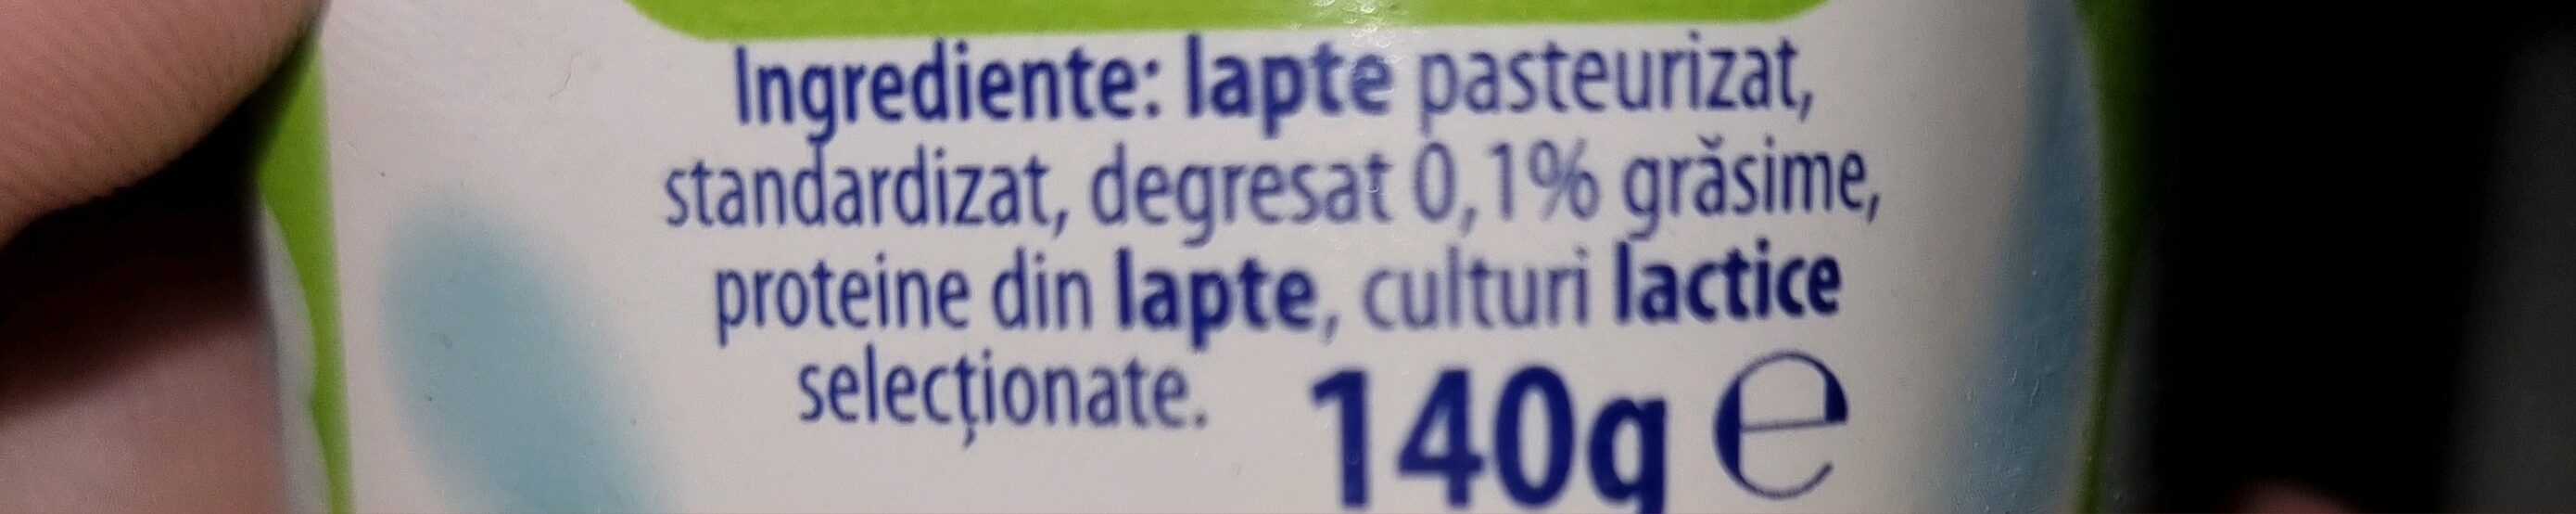 Ingrediente: lapte pasteurizat,
standardizat, degresat 0,1% grăsime,
proteine din lapte, culturi lactice
selecționate. 140g ℮